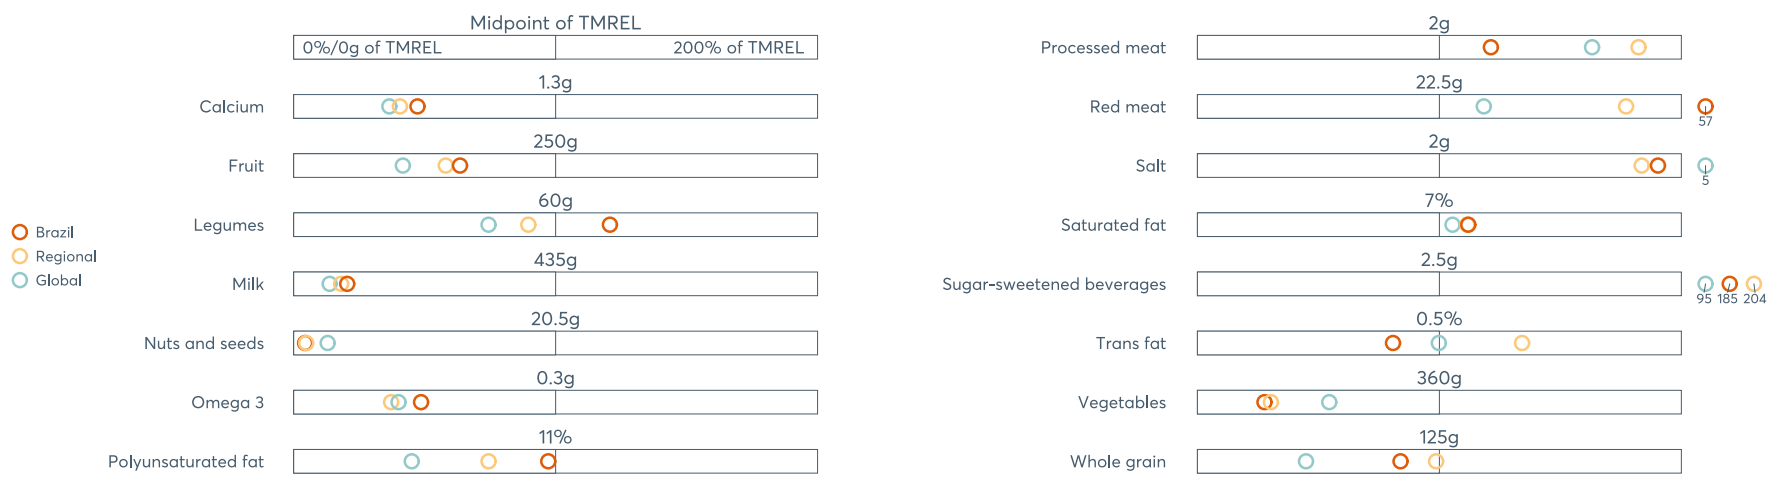 Midpoint of TMREL
0%/0g of TMREL 200% of TMREL
1.3g
Calcium
250g
Fruit
60g
Legumes
435g
Milk
20.5g
Nuts and seeds
0.3g
Omega 3
11%
Polyunsaturated fat
Brazil
Regional
Global
2g
Processed meat
22.5g
Red meat
57
2g
Salt
5
7%
Saturated fat
2.5g
Sugar-sweetened beverages
95 185 204
0.5%
Trans fat
360g
Vegetables
125g
Whole grain